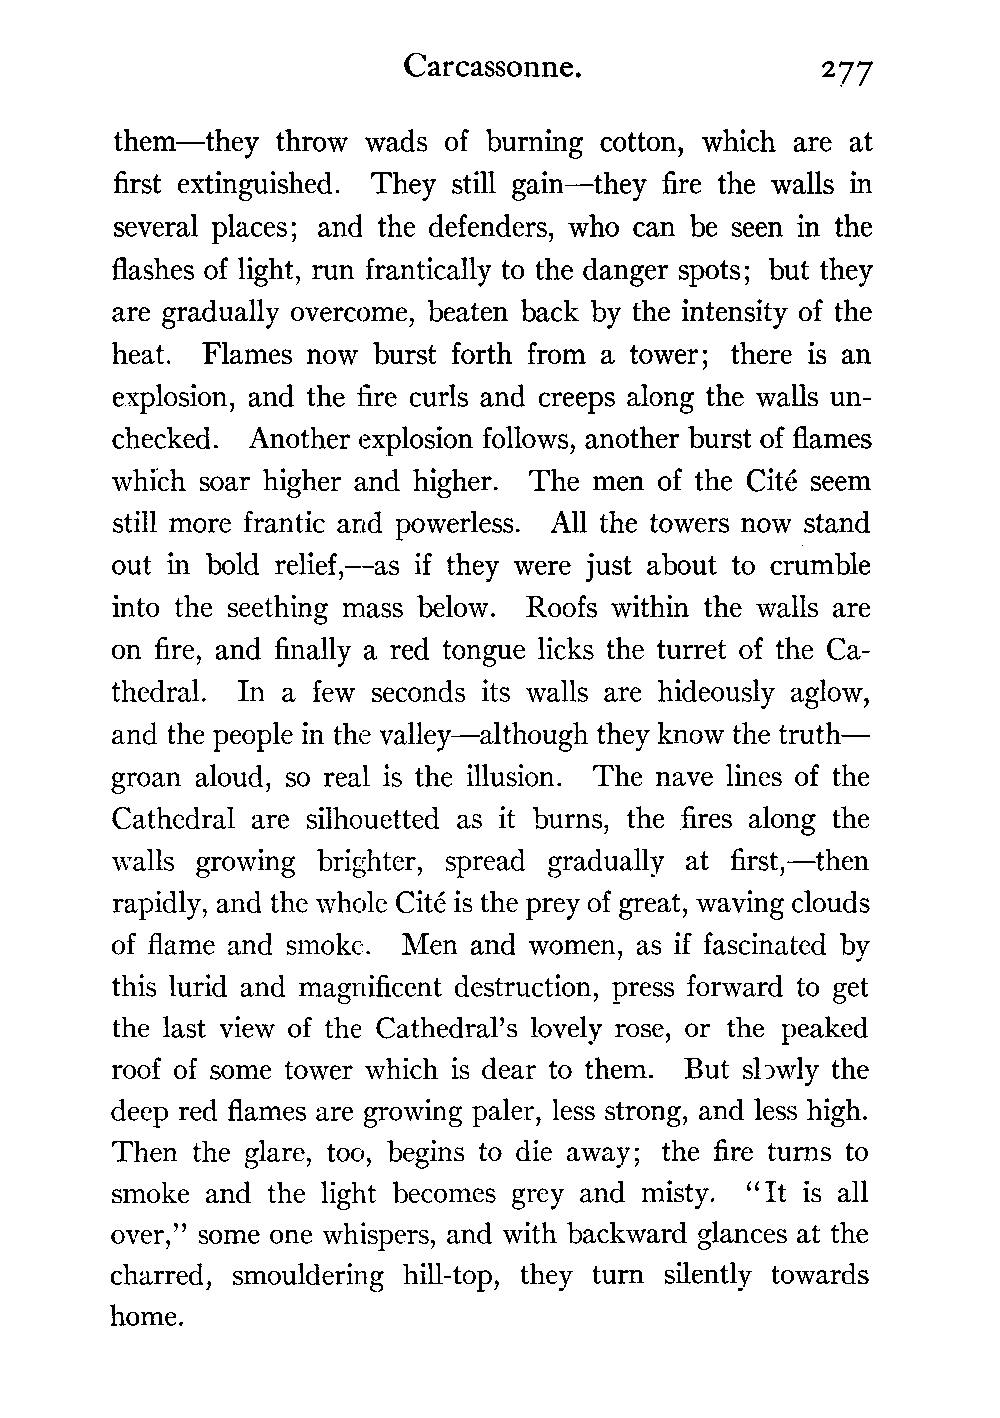 Carcassonne. 277
them—they throw wads of burning cotton, which are at
first extinguished. They still gain—they fire the walls in
several places; and the defenders, who can be seen in the
flashes of light, run frantically to the danger spots; but they
are gradually overcome, beaten back by the intensity of the
heat. Flames now burst forth from a tower; there is an
explosion, and the fire curls and creeps along the walls un-
checked. Another explosion follows, another burst of flames
which soar higher and higher. The men of the Cité seem
still more frantic and powerless. All the towers now stand
out in bold relief,—as if they were just about to crumble
into the seething mass below. Roofs within the walls are
on fire, and finally a red tongue licks the turret of the Ca-
thedral. In a few seconds its walls are hideously aglow,
and the people in the valley—although they know the truth—
groan aloud, so real is the illusion. The nave lines of the
Cathedral are silhouetted as it burns, the fires along the
walls growing brighter, spread gradually at first,—then
rapidly, and the whole Cité is the prey of great, waving clouds
of flame and smoke. Men and women, as if fascinated by
this lurid and magnificent destruction, press forward to get
the last view of the Cathedral's lovely rose, or the peaked
roof of some tower which is dear to them. But slowly the
deep red flames are growing paler, less strong, and less high.
Then the glare, too, begins to die away; the fire turns to
smoke and the light becomes grey and misty. "It is all
over," some one whispers, and with backward glances at the
charred, smouldering hill-top, they turn silently towards
home.